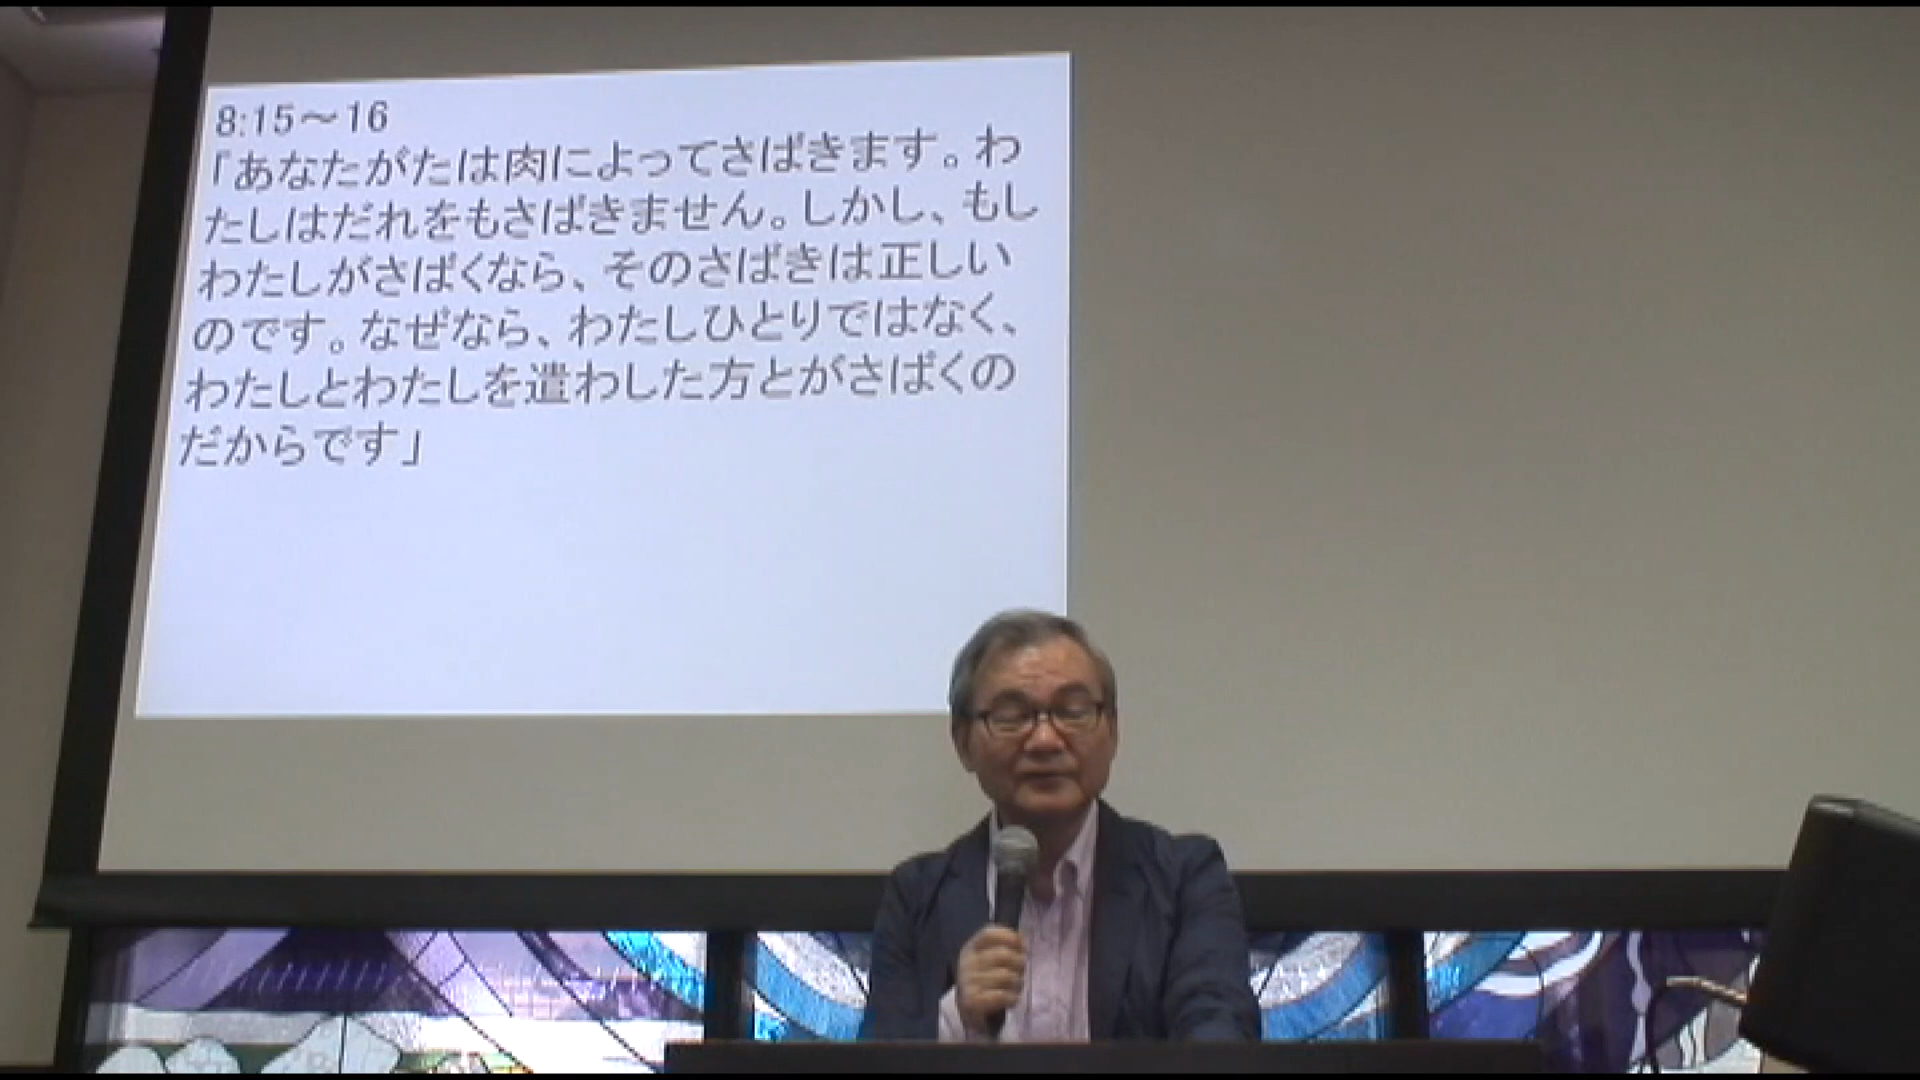 8:15～16
「あなたがたは肉によってさばきます。わ
たしはだれをもさばきません。しかし、もし
わたしがさばくなら、そのさばきは正しい
のです。なぜなら、わたしひとりではなく、
わたしとわたしを遣わした方とがさばくの
だからです」